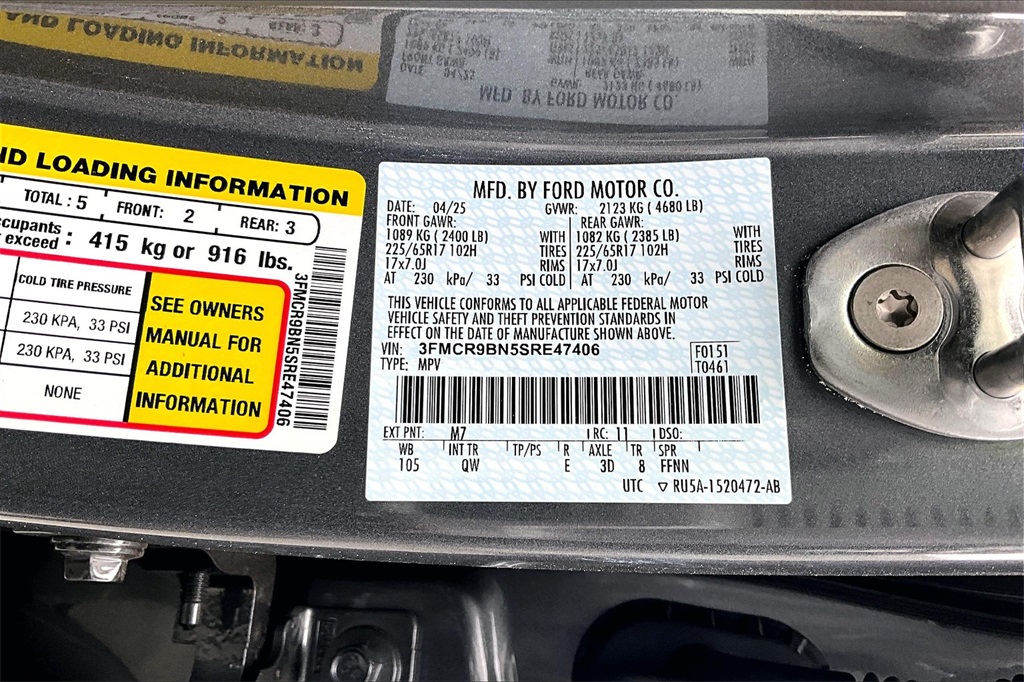 ND LOADING INFORMATION
TOTAL : 5 FRONT: 2 REAR: 3
ccupants
exceed : 415 kg or 916 lbs.
COLD TIRE PRESSURE
230 KPA, 33 PSI
230 KPA, 33 PSI
NONE
SEE OWNERS
MANUAL FOR
ADDITIONAL
INFORMATION
3FMCR9BN5SRE47406
MFD. BY FORD MOTOR CO.
DATE: 04/25 GVWR: 2123 KG ( 4680 LB)
FRONT GAWR: REAR GAWR:
1089 KG ( 2400 LB) WITH 1082 KG ( 2385 LB) WITH
225/65R17 102H TIRES 225/65R17 102H TIRES
17x7.0J RIMS 17x7.0J RIMS
AT 230 kPa/ 33 PSI COLD AT 230 kPa/ 33 PSI COLD
THIS VEHICLE CONFORMS TO ALL APPLICABLE FEDERAL MOTOR
VEHICLE SAFETY AND THEFT PREVENTION STANDARDS IN
EFFECT ON THE DATE OF MANUFACTURE SHOWN ABOVE.
VIN: 3FMCR9BN5SRE47406 F0151
TYPE: MPV T0461
EXT PNT: M7 RC: 11 DSO:
WB INT TR TP/PS R AXLE TR SPR
105 QW E 3D 8 FFNN
UTC ▽ RU5A-1520472-AB